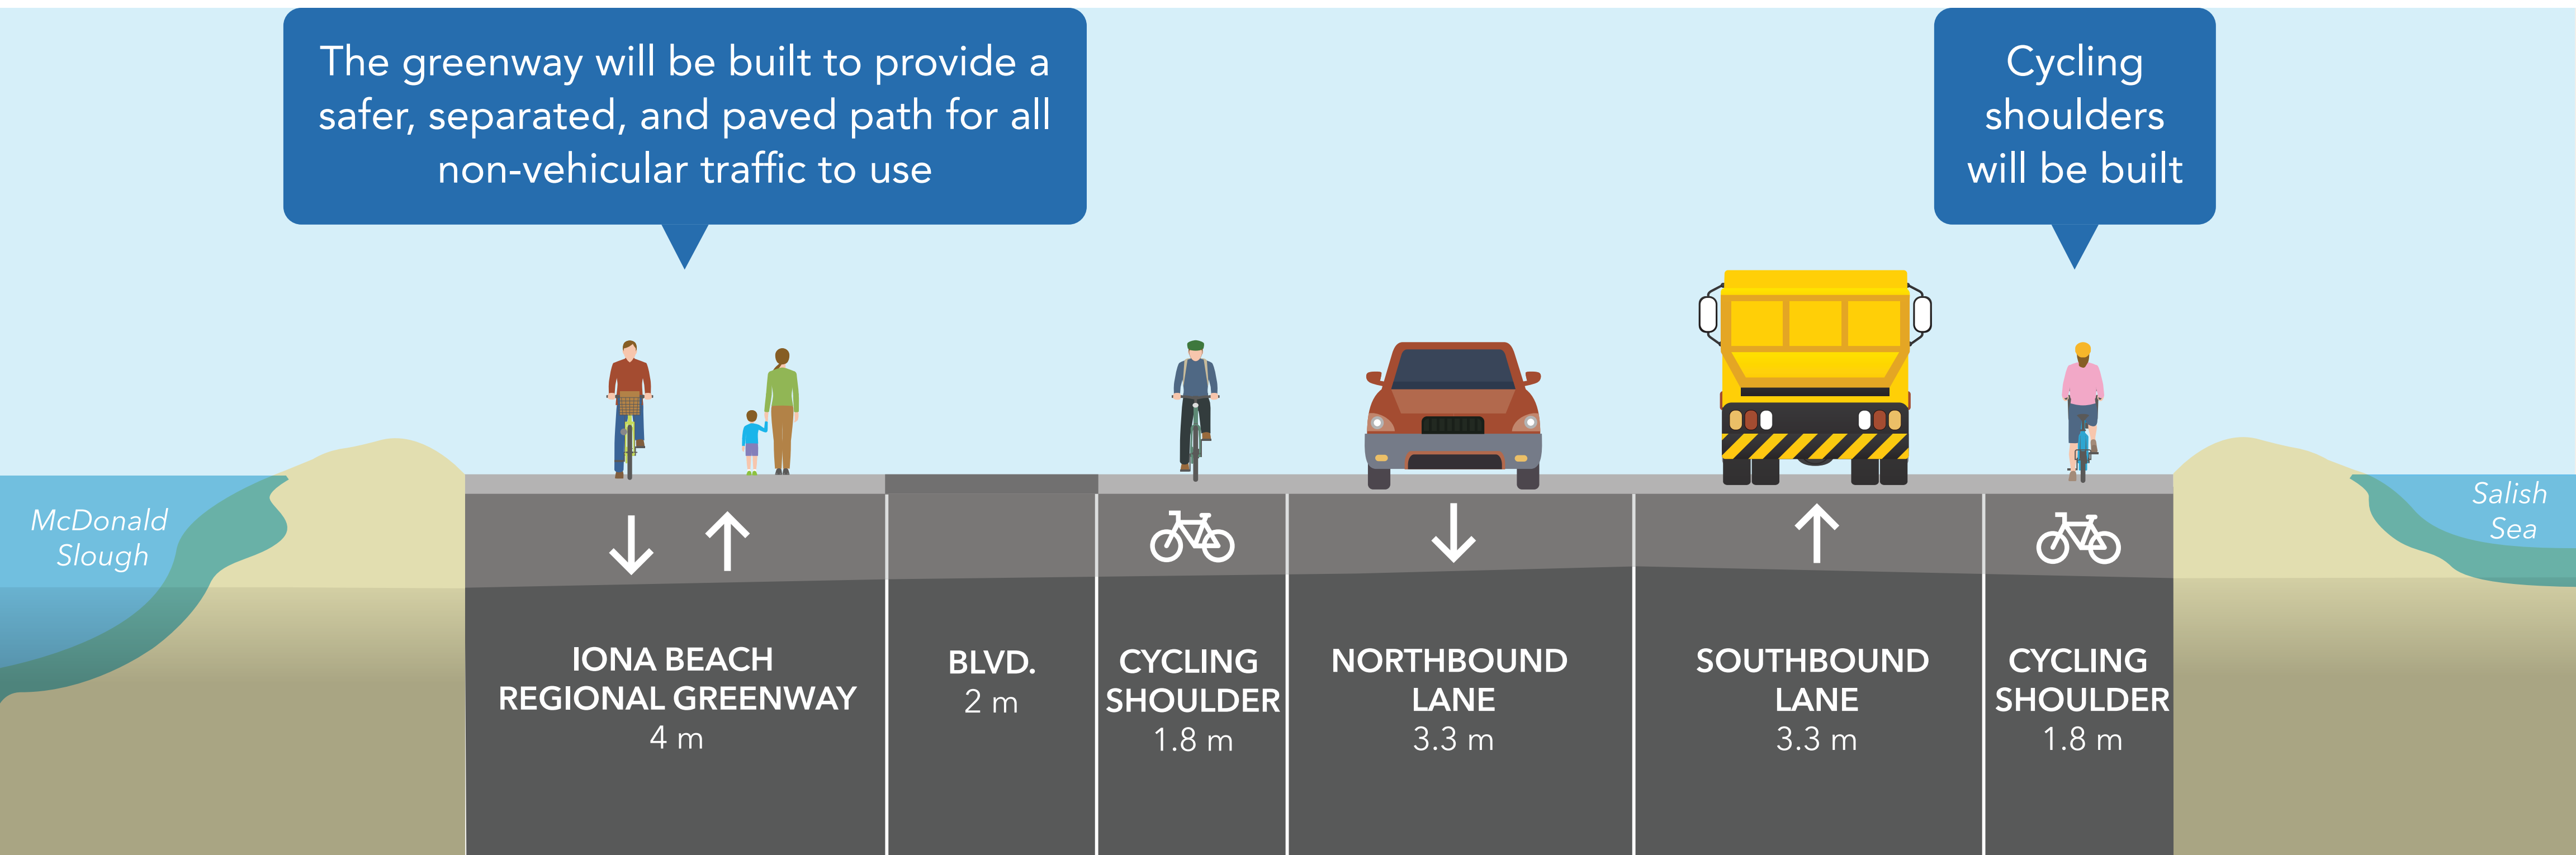 The greenway will be built to provide a
safer, separated, and paved path for all
non-vehicular traffic to use
Cycling
shoulders
will be built
McDonald
Slough
Salish
Sea
IONA BEACH
REGIONAL GREENWAY
4 m
BLVD.
2 m
CYCLING
SHOULDER
1.8 m
NORTHBOUND
LANE
3.3 m
SOUTHBOUND
LANE
3.3 m
CYCLING
SHOULDER
1.8 m